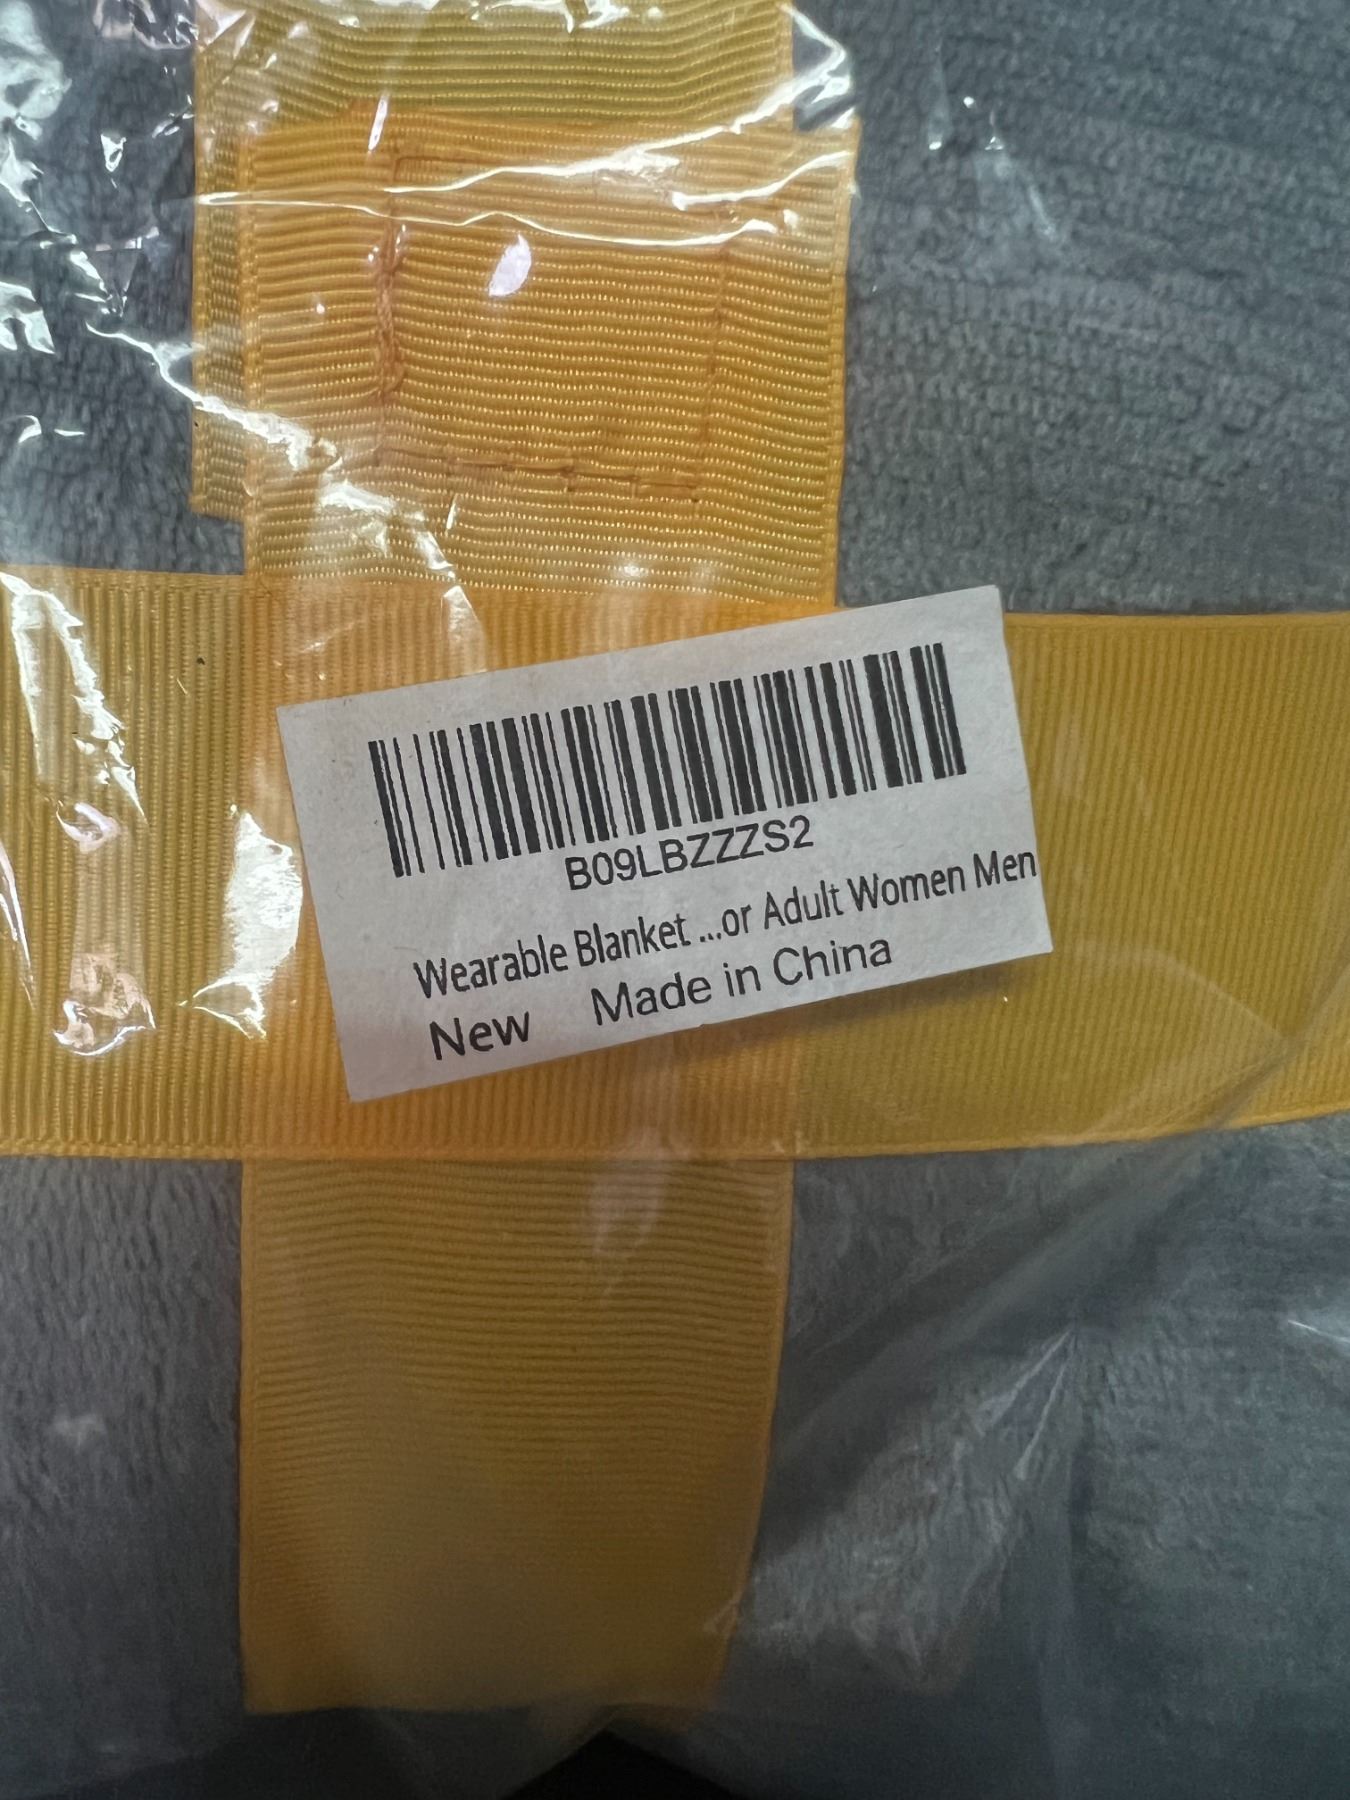 B09LBZZZS2
Wearable Blanket ...or Adult Women Men
New Made in China